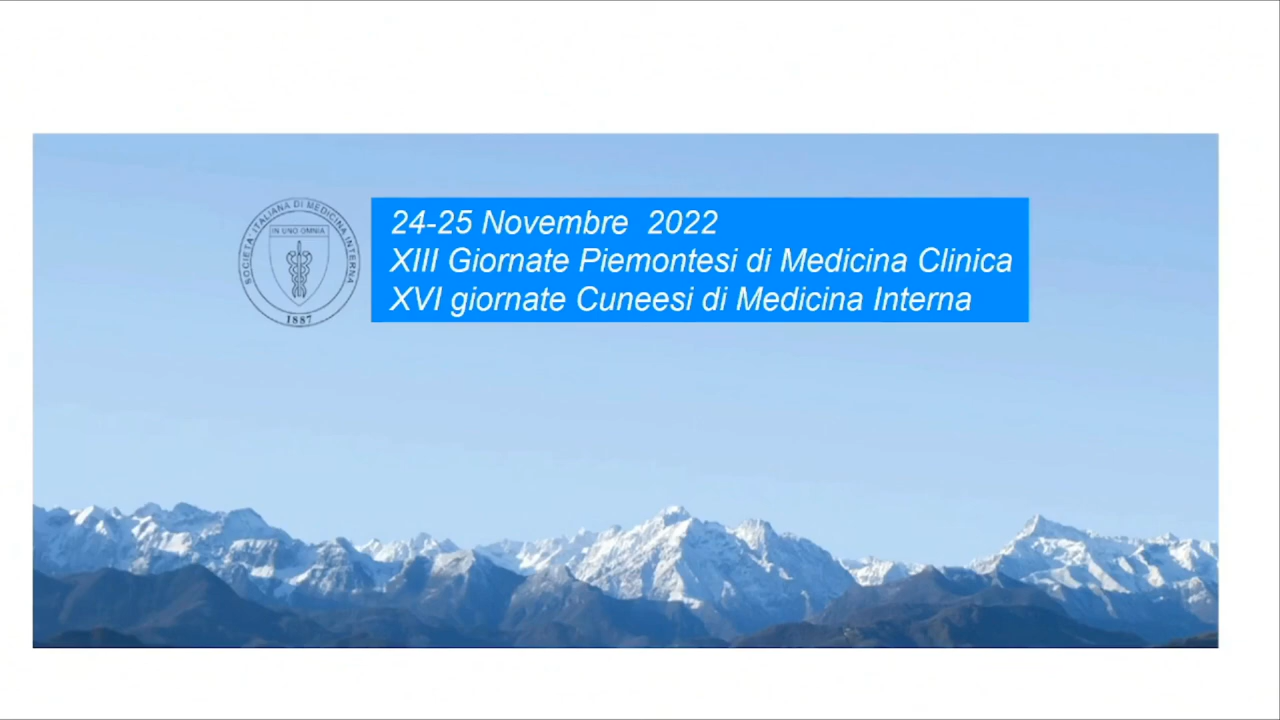 SOCIETA' ITALIANA DI MEDICINA INTERNA
IN UNO OMNIA
1887
24-25 Novembre 2022
XIII Giornate Piemontesi di Medicina Clinica
XVI giornate Cuneesi di Medicina Interna